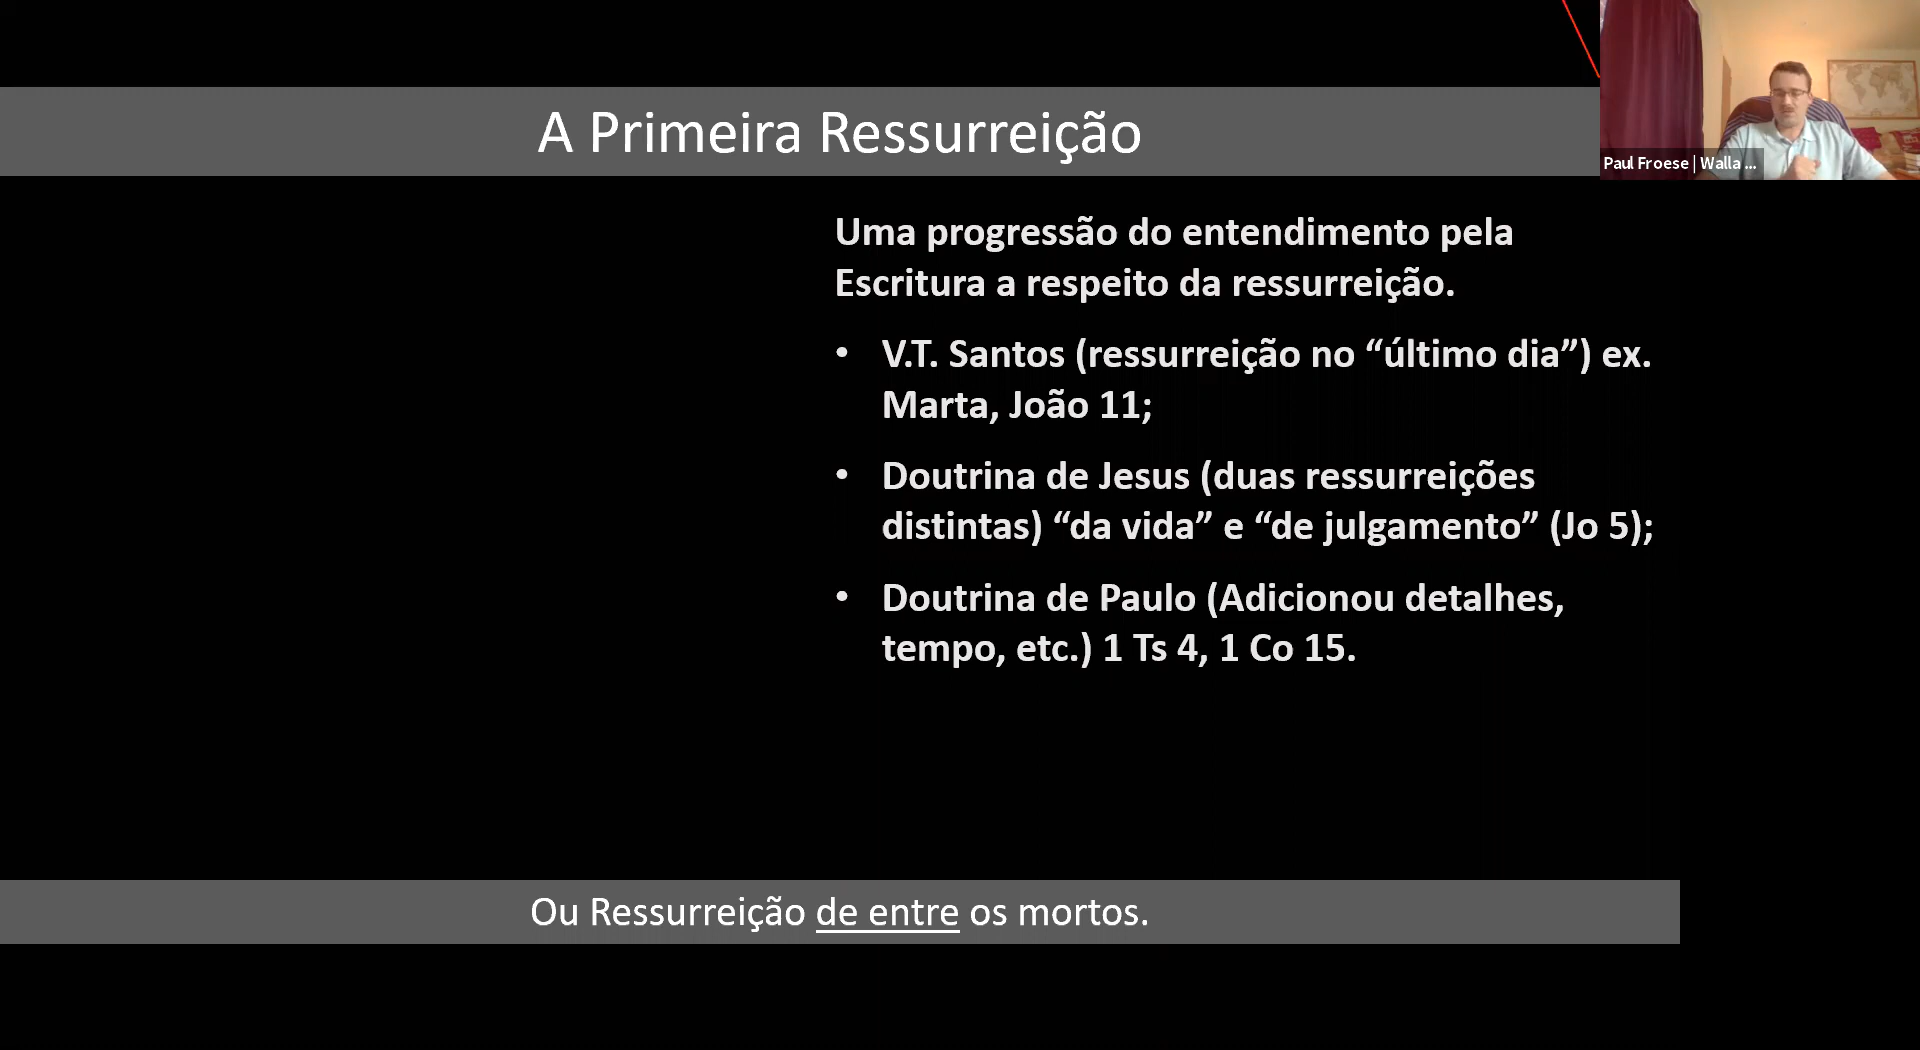 A Primeira Ressurreição
Paul Froese | Walla ...
Uma progressão do entendimento pela
Escritura a respeito da ressurreição.
• V.T. Santos (ressurreição no “último dia”) ex.
Marta, João 11;
• Doutrina de Jesus (duas ressurreições
distintas) “da vida” e “de julgamento” (Jo 5);
• Doutrina de Paulo (Adicionou detalhes,
tempo, etc.) 1 Ts 4, 1 Co 15.
Ou Ressurreição de entre os mortos.